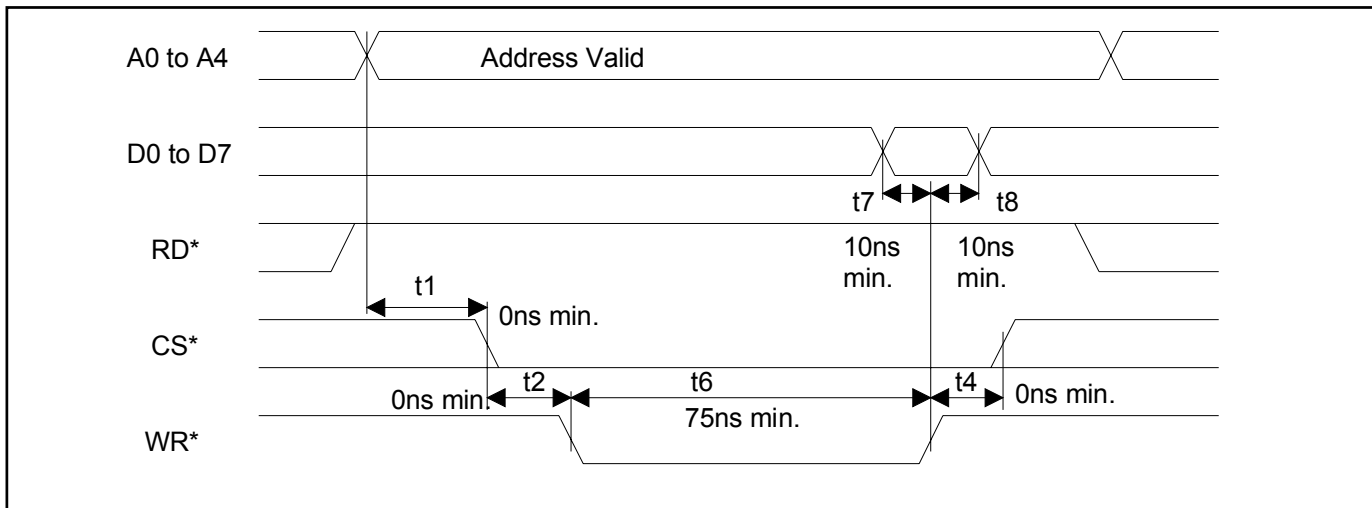 A0 to A4
Address Valid
D0 to D7
t7
t8
10ns
min.
10ns
min.
RD*
t1
0ns min.
CS*
0ns min.
t2
t6
t4
0ns min.
75ns min.
WR*